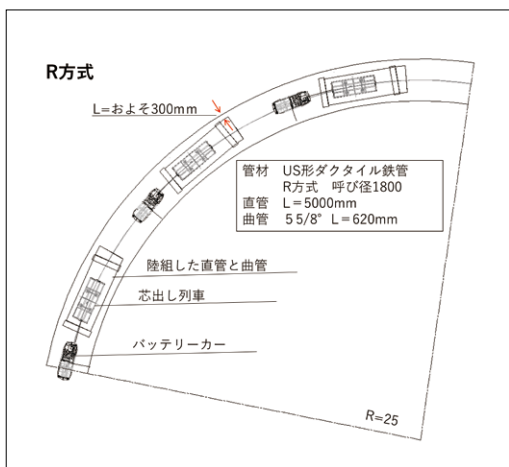 R方式
L=およそ300mm
管材 US形ダクタイル鉄管
R方式 呼び径1800
直管 L=5000mm
曲管 5 5/8° L=620mm
陸組した直管と曲管
芯出し列車
バッテリーカー
R=25